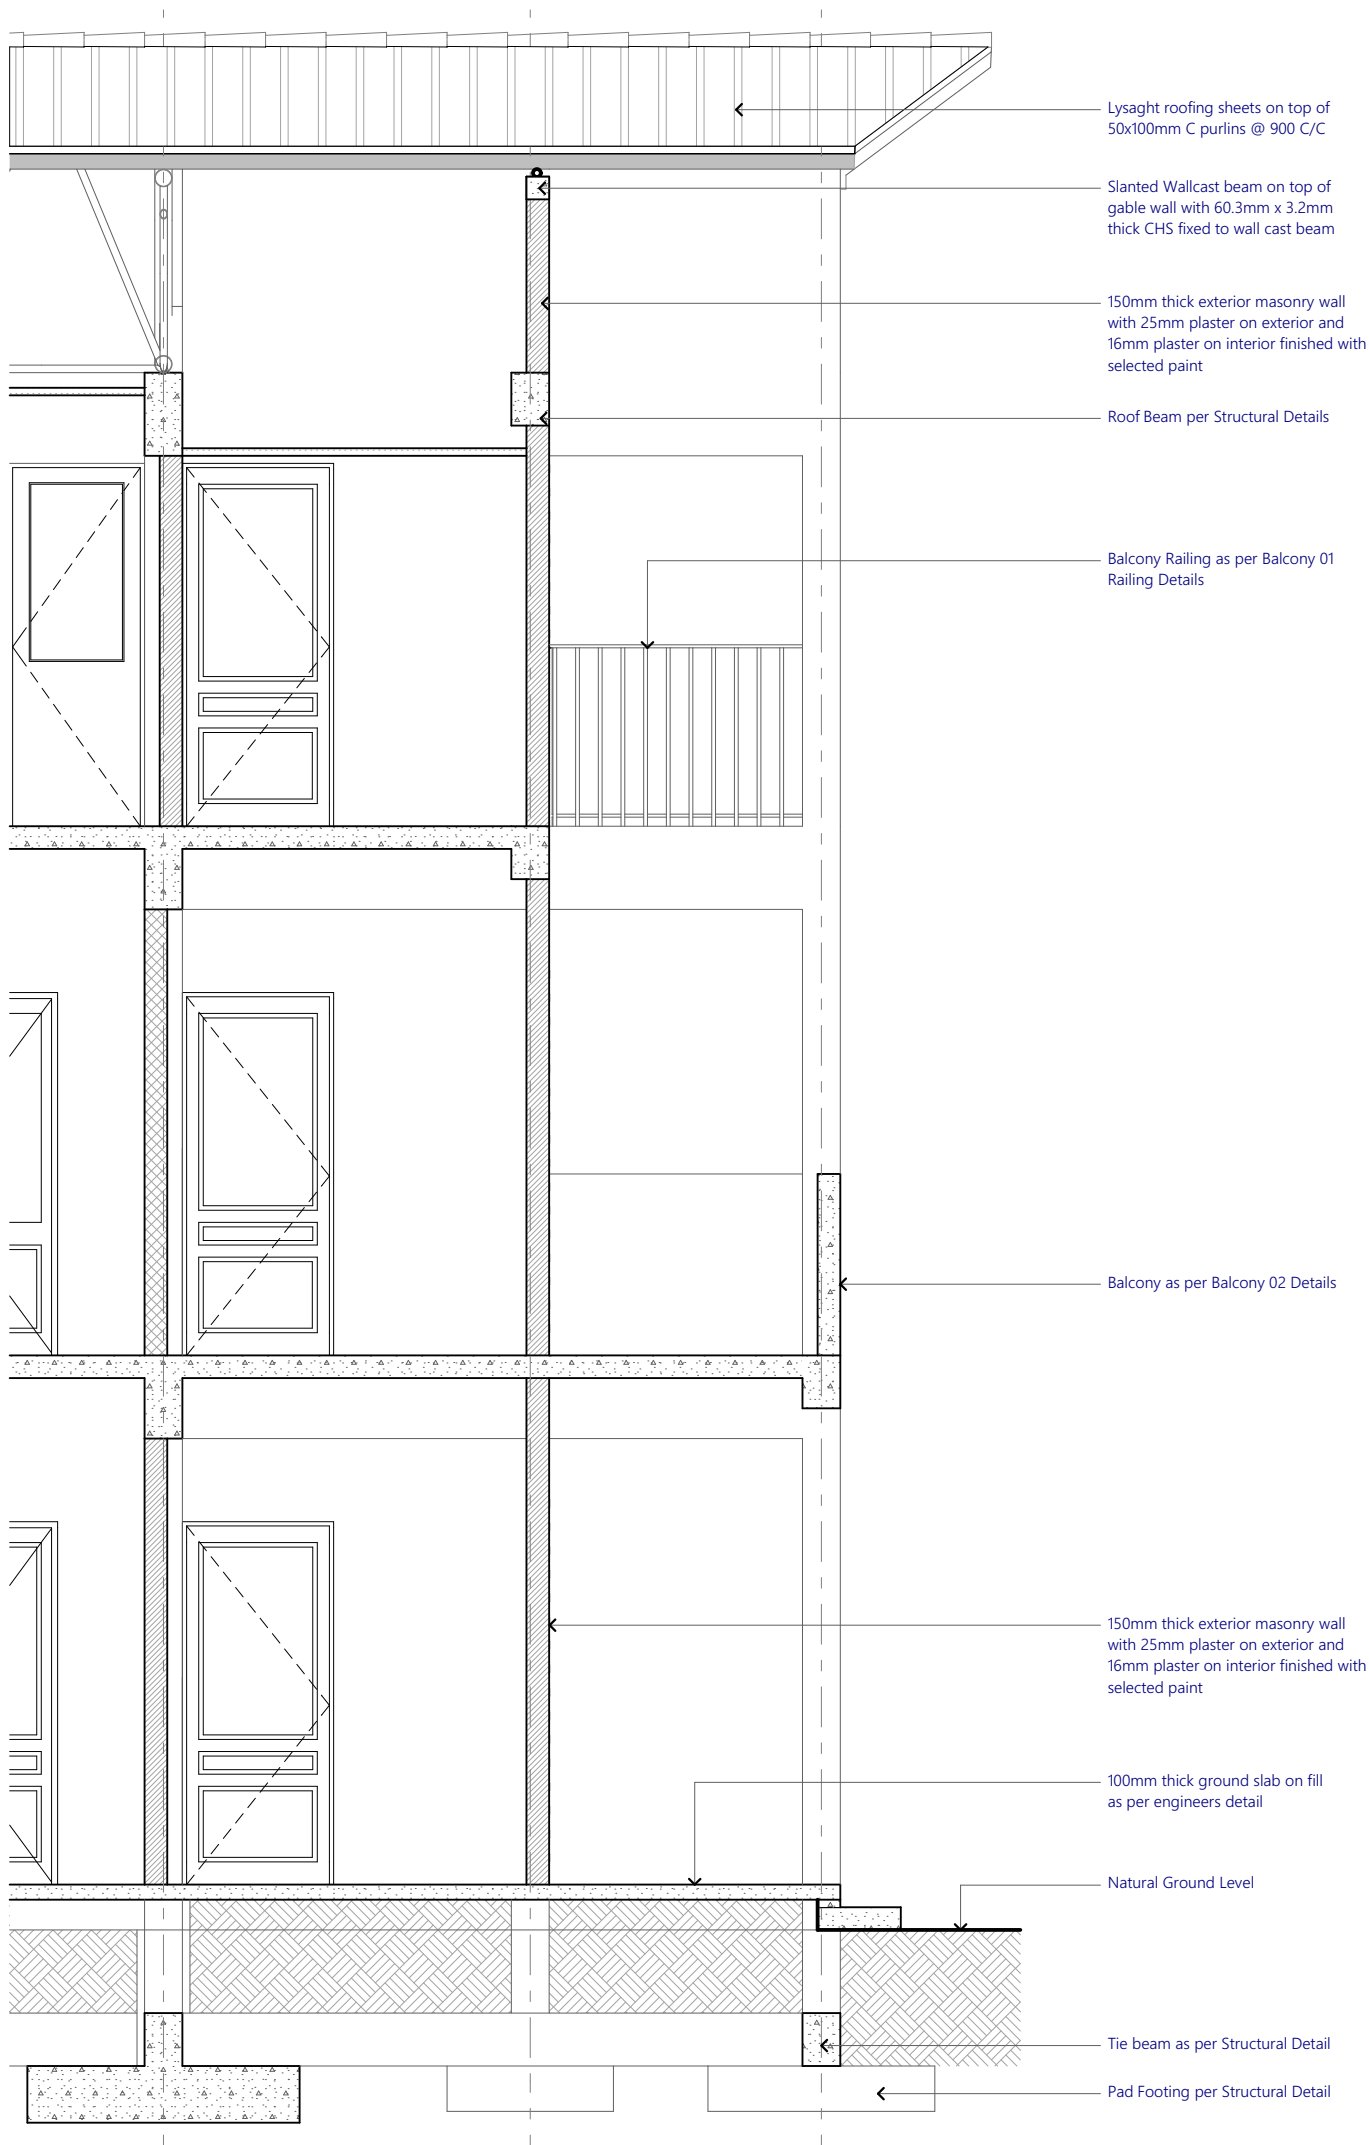 Lysaght roofing sheets on top of
50x100mm C purlins @ 900 C/C
Slanted Wallcast beam on top of
gable wall with 60.3mm x 3.2mm
thick CHS fixed to wall cast beam
150mm thick exterior masonry wall
with 25mm plaster on exterior and
16mm plaster on interior finished with
selected paint
Roof Beam per Structural Details
Balcony Railing as per Balcony 01
Railing Details
Balcony as per Balcony 02 Details
150mm thick exterior masonry wall
with 25mm plaster on exterior and
16mm plaster on interior finished with
selected paint
100mm thick ground slab on fill
as per engineers detail
Natural Ground Level
Tie beam as per Structural Detail
Pad Footing per Structural Detail